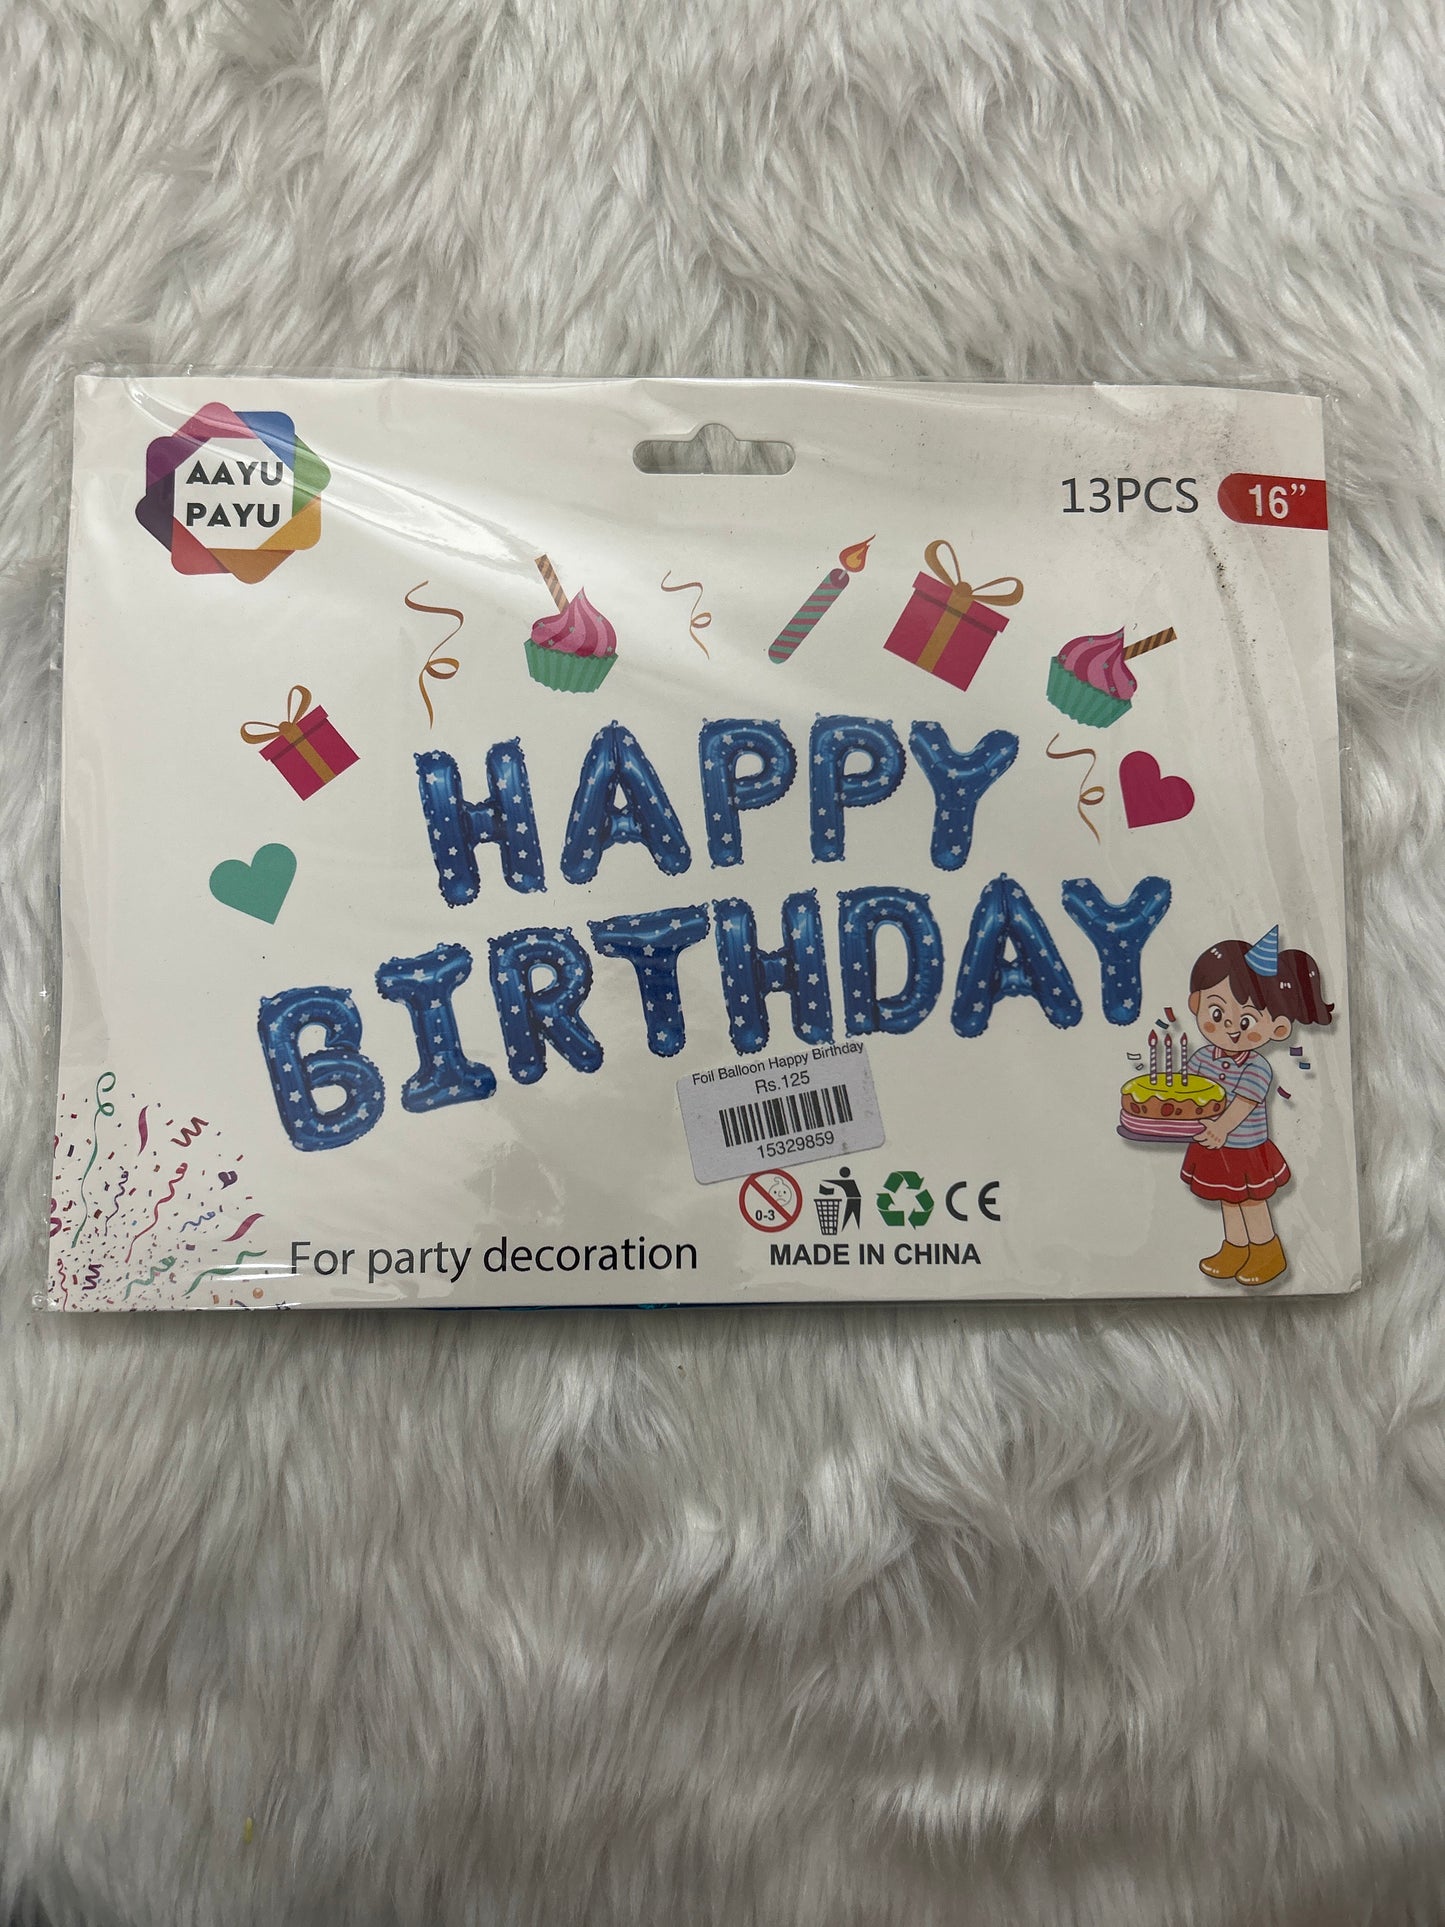 AAYU
PAYU
13PCS 16”
HAPPY
BIRTHDAY
Foil Balloon Happy Birthday
Rs.125
15329859
0-3
CE
For party decoration
MADE IN CHINA